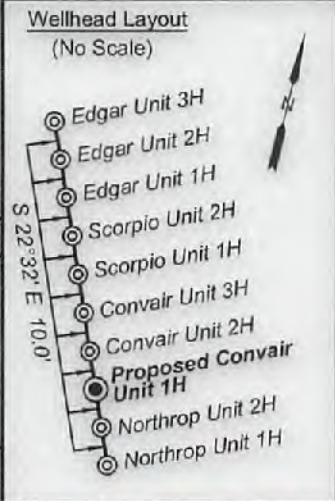 Wellhead Layout
(No Scale)
N
Edgar Unit 3H
Edgar Unit 2H
Edgar Unit 1H
Scorpio Unit 2H
Scorpio Unit 1H
Convair Unit 3H
Convair Unit 2H
Proposed Convair
Unit 1H
Northrop Unit 2H
Northrop Unit 1H
S 22°32' E 10.0'